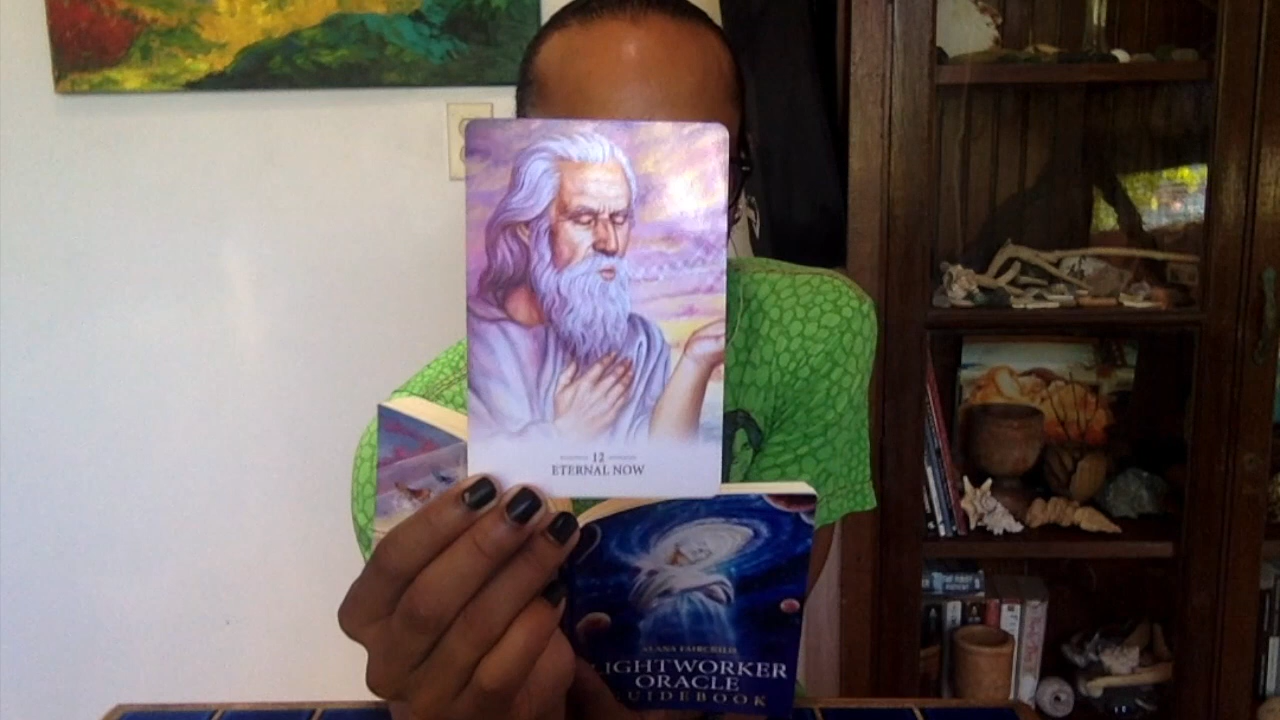 12
ETERNAL NOW
ALANA FAIRCHILD
LIGHTWORKER
ORACLE
GUIDEBOOK